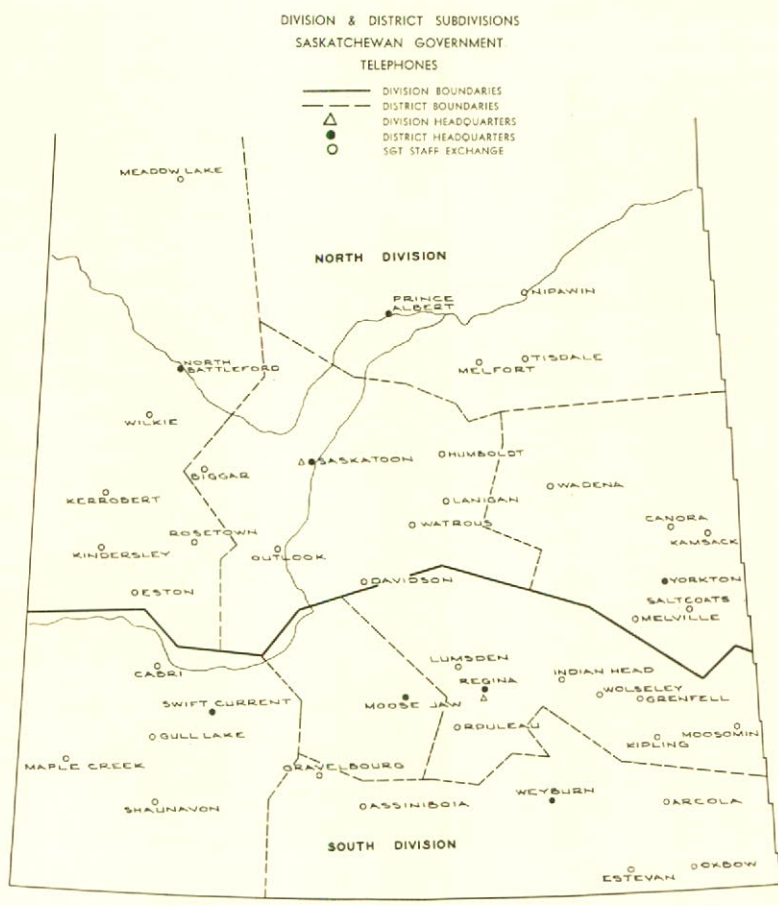 DIVISION & DISTRICT SUBDIVISIONS
SASKATCHEWAN GOVERNMENT
TELEPHONES
DIVISION BOUNDARIES
DISTRICT BOUNDARIES
DIVISION HEADQUARTERS
DISTRICT HEADQUARTERS
SGT STAFF EXCHANGE
MEADOW LAKE
NORTH DIVISION
NIPAWIN
PRINCE
ALBERT
NORTH
BATTLEFORD
MELFORT
TISDALE
WILKIE
HUMBOLDT
SASKATOON
BIGGAR
WADENA
KERROBERT
LANIGAN
WATROUS
CANORA
KAMSACK
ROSETOWN
KINDERSLEY
OUTLOOK
DAVIDSON
YORKTON
ESTON
SALTCOATS
MELVILLE
LUMSDEN
CABRI
INDIAN HEAD
REGINA
WOLSELEY
GRENFELL
MOOSE JAW
SWIFT CURRENT
ROULEAU
MOOSOMIN
GULL LAKE
KIPLING
MAPLE CREEK
GRAVELBOURG
WEYBURN
SHAUNAVON
ASSINIBOIA
ARCOLA
SOUTH DIVISION
OXBOW
ESTEVAN